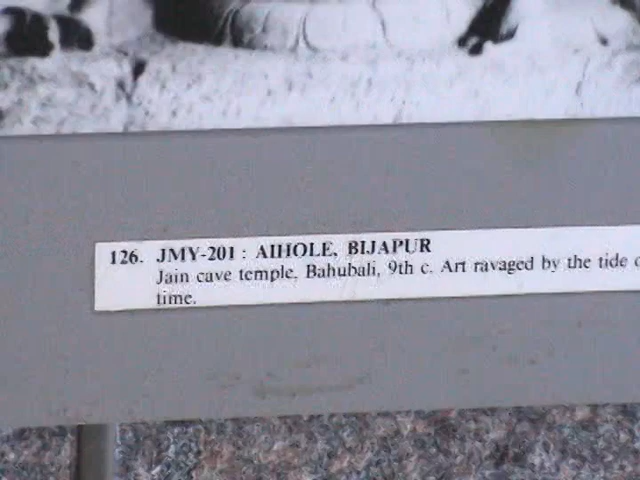 126. JMY-201 : AIHOLE, BIJAPUR
Jain cave temple, Bahubali, 9th c. Art ravaged by the tide
time.